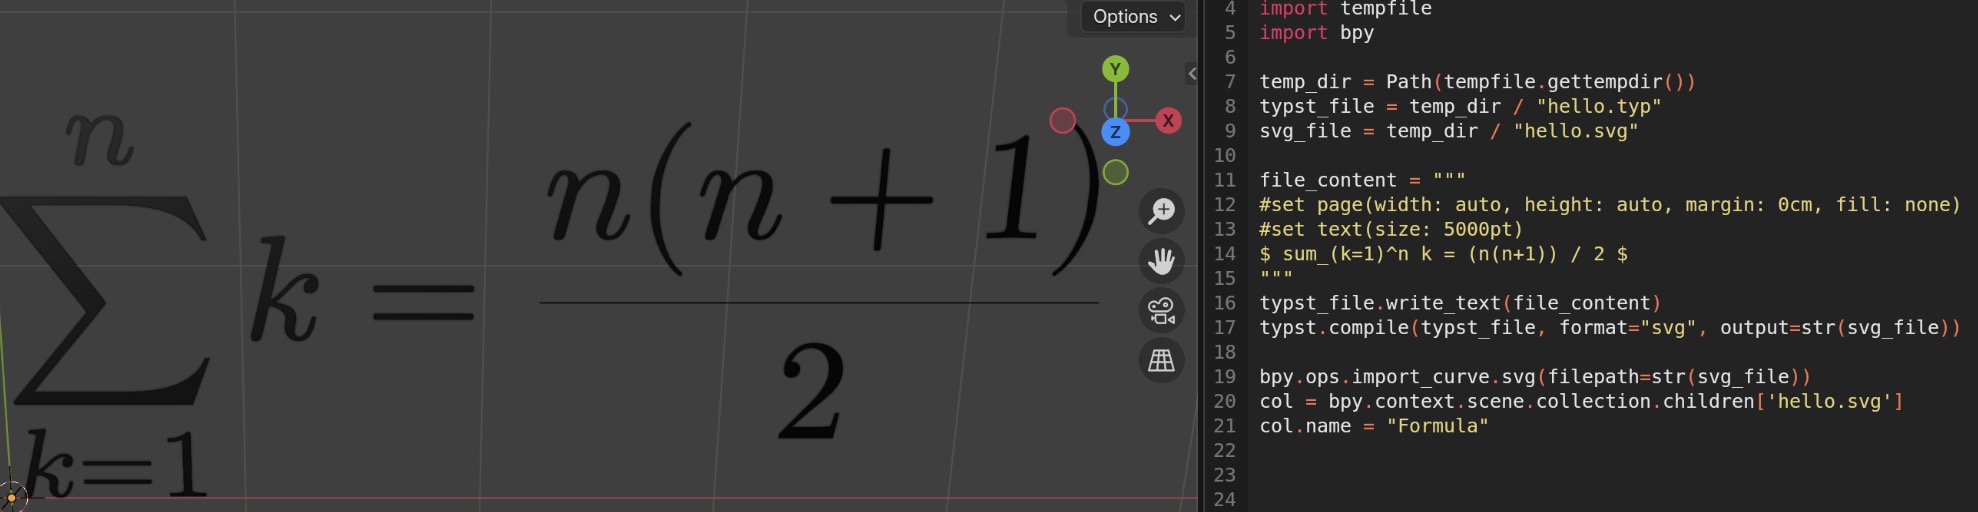 Options
Y
X
Z
n
∑ k = n(n + 1)
2
k=1
4 import tempfile
5 import bpy
6
7 temp_dir = Path(tempfile.gettempdir())
8 typst_file = temp_dir / "hello.typ"
9 svg_file = temp_dir / "hello.svg"
10
11 file_content = """
12 #set page(width: auto, height: auto, margin: 0cm, fill: none)
13 #set text(size: 5000pt)
14 $ sum_(k=1)^n k = (n(n+1)) / 2 $
15 """
16 typst_file.write_text(file_content)
17 typst.compile(typst_file, format="svg", output=str(svg_file))
18
19 bpy.ops.import_curve.svg(filepath=str(svg_file))
20 col = bpy.context.scene.collection.children['hello.svg']
21 col.name = "Formula"
22
23
24